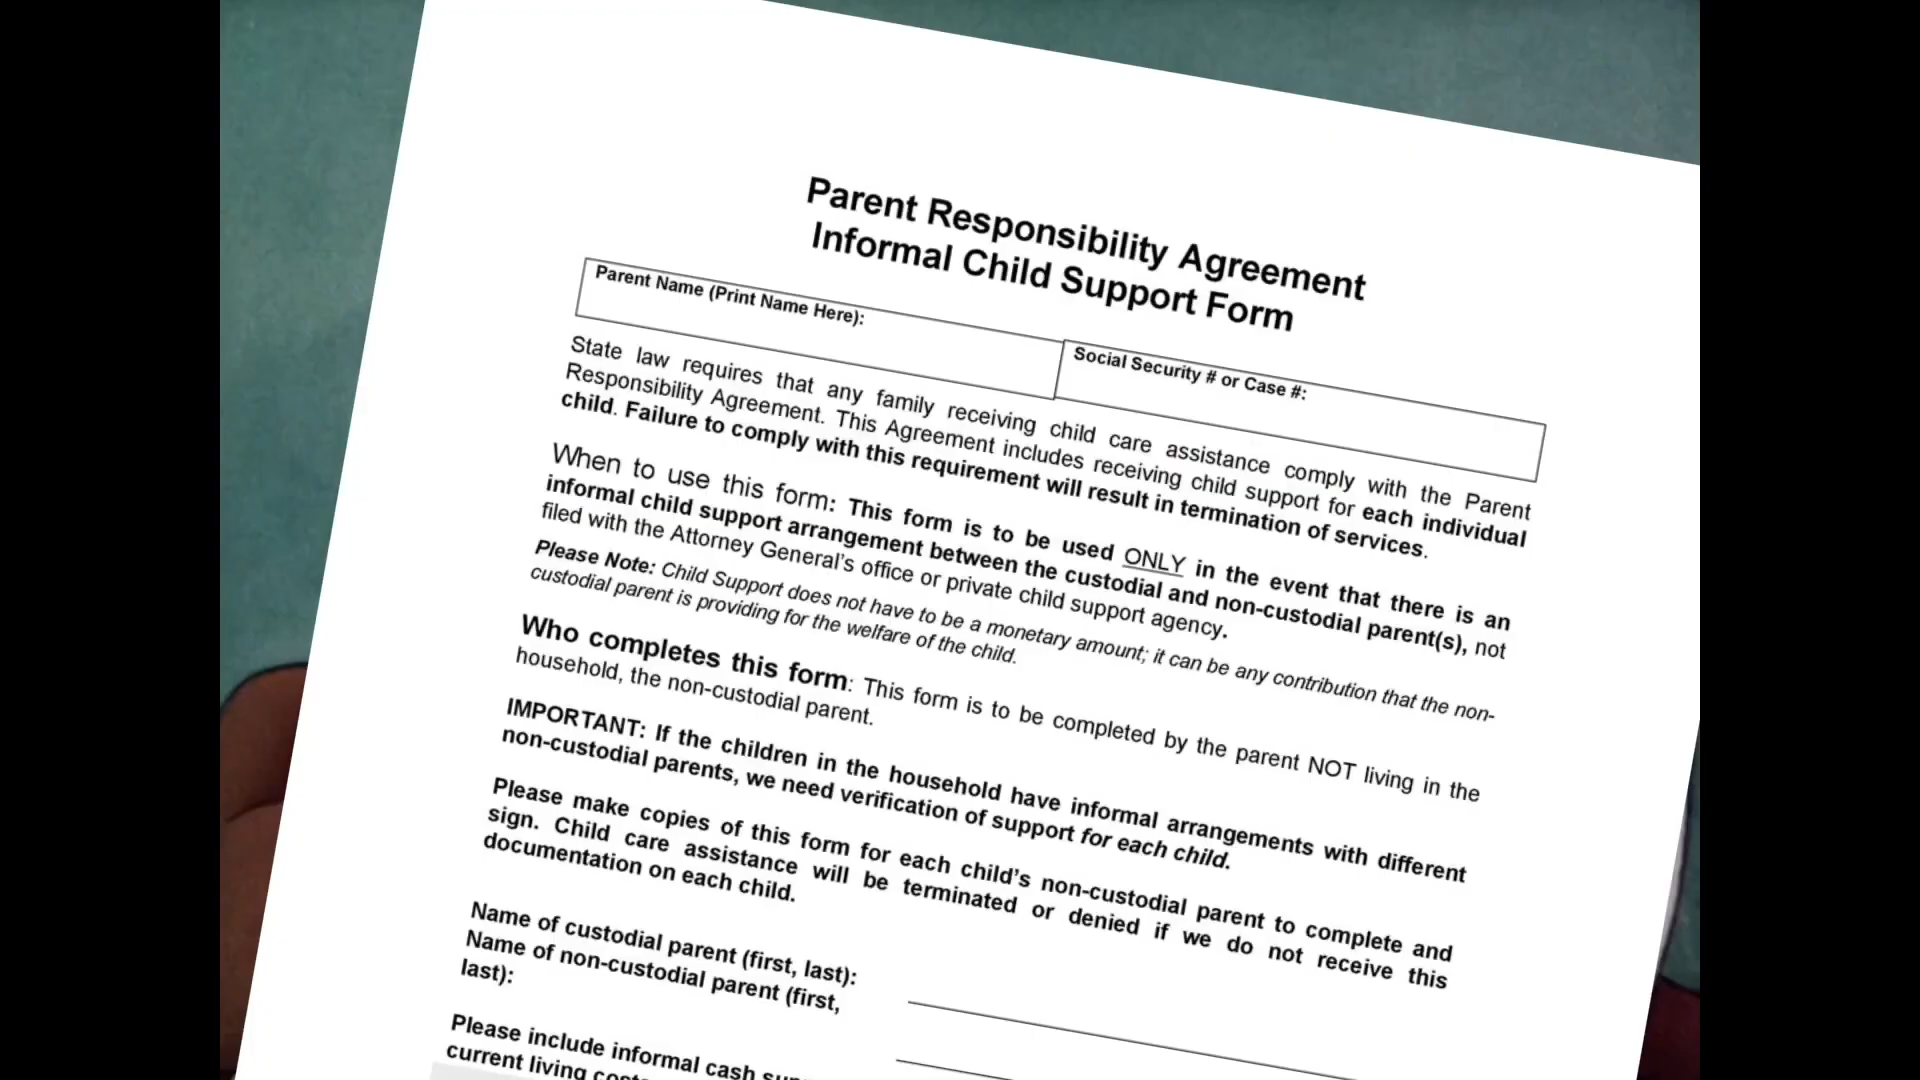 Parent Responsibility Agreement
Informal Child Support Form
Parent Name (Print Name Here):
Social Security # or Case #:
State law requires that any family receiving child care assistance comply with the Parent
Responsibility Agreement. This Agreement includes receiving child support for each individual
child. Failure to comply with this requirement will result in termination of services.
When to use this form: This form is to be used ONLY in the event that there is an
informal child support arrangement between the custodial and non-custodial parent(s), not
filed with the Attorney General's office or private child support agency.
Please Note: Child Support does not have to be a monetary amount; it can be any contribution that the non-
custodial parent is providing for the welfare of the child.
Who completes this form: This form is to be completed by the parent NOT living in the
household, the non-custodial parent.
IMPORTANT: If the children in the household have informal arrangements with different
non-custodial parents, we need verification of support for each child.
Please make copies of this form for each child's non-custodial parent to complete and
sign. Child care assistance will be terminated or denied if we do not receive this
documentation on each child.
Name of custodial parent (first, last):
Name of non-custodial parent (first,
last):
Please include informal cash
current living